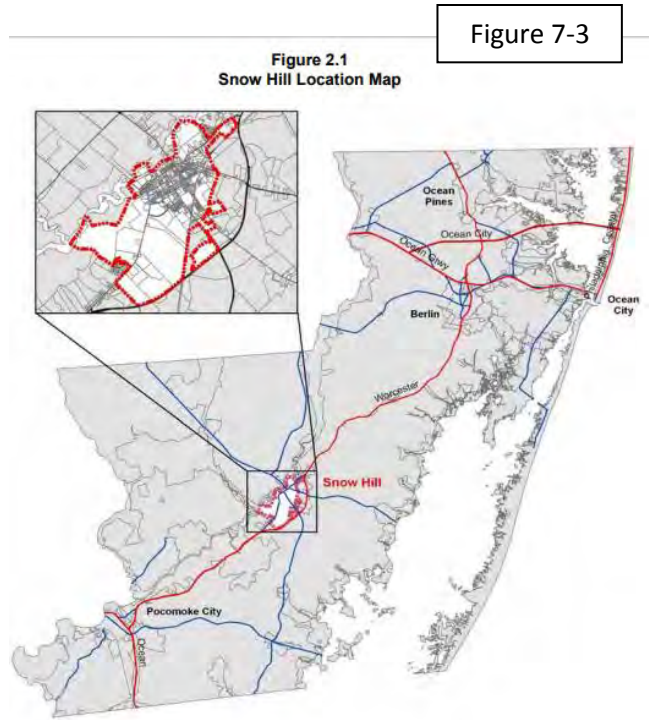 Figure 7-3
Figure 2.1
Snow Hill Location Map
Ocean
Pines
Ocean City
Ocean Gtwy
Coastal
Ocean
City
Berlin
Worcester
Snow Hill
Pocomoke City
Ocean